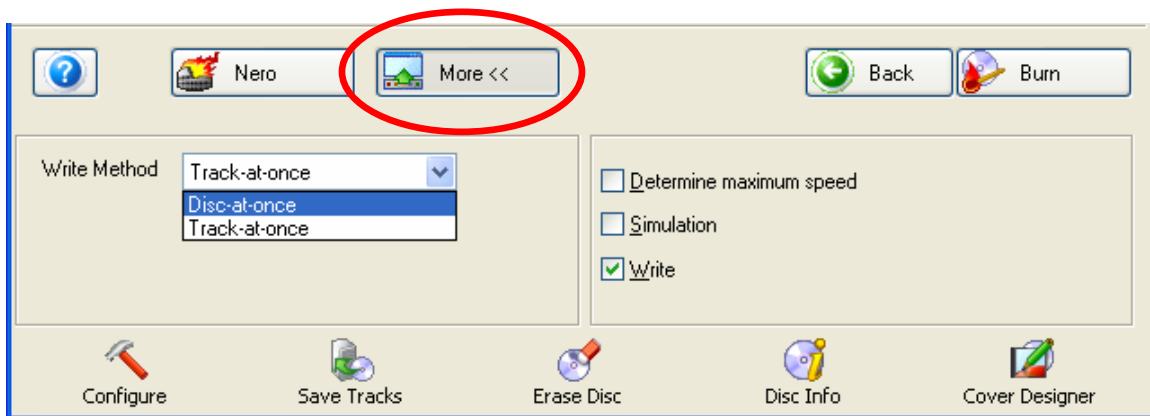 ? Nero More << Back Burn
Write Method Track-at-once
Disc-at-once
Track-at-once
Determine maximum speed
Simulation
Write
Configure Save Tracks Erase Disc Disc Info Cover Designer